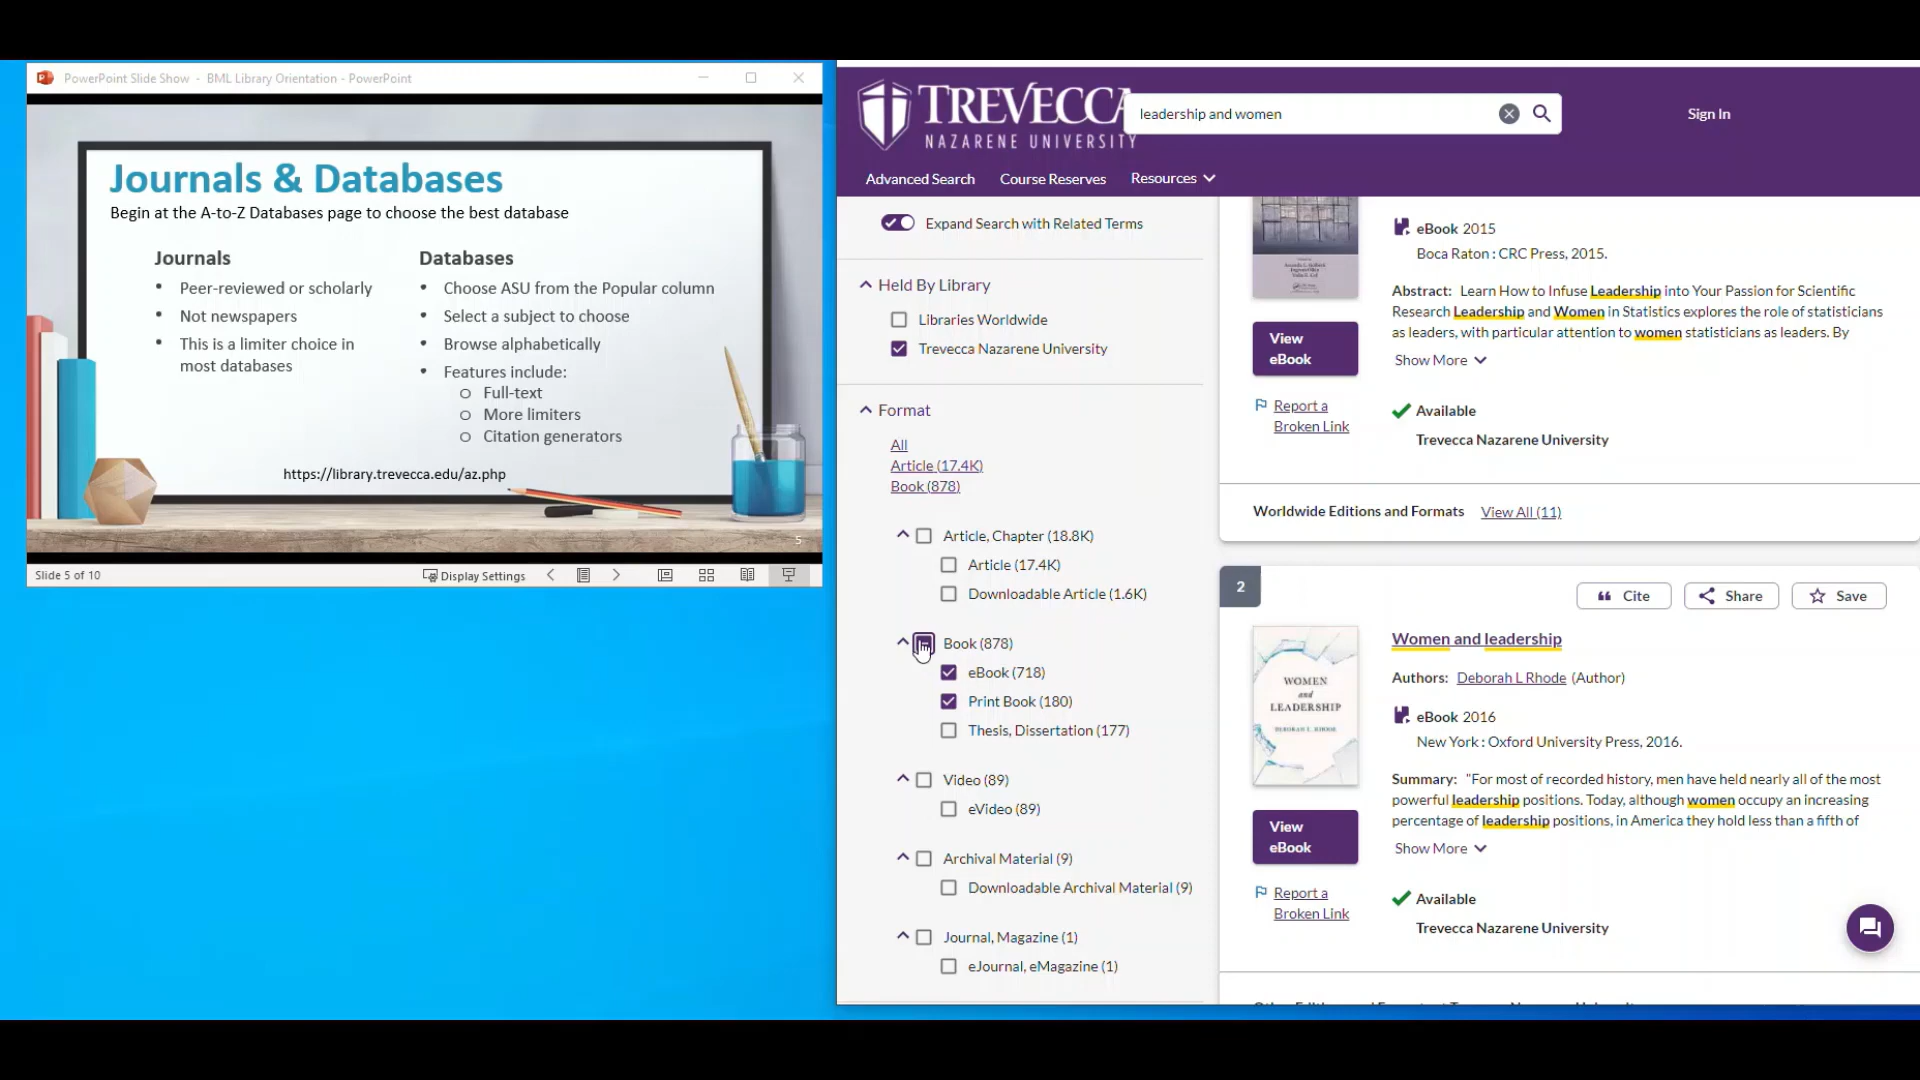 PowerPoint Slide Show - BML Library Orientation - PowerPoint
Journals & Databases
Begin at the A-to-Z Databases page to choose the best database
Journals
• Peer-reviewed or scholarly
• Not newspapers
• This is a limiter choice in
most databases
Databases
• Choose ASU from the Popular column
• Select a subject to choose
• Browse alphabetically
• Features include:
o Full-text
o More limiters
o Citation generators
https://library.trevecca.edu/az.php
5
Slide 5 of 10
Display Settings
TREVECCA
NAZARENE UNIVERSITY
leadership and women
Sign In
Advanced Search
Course Reserves
Resources
Expand Search with Related Terms
Held By Library
Libraries Worldwide
Trevecca Nazarene University
Format
All
Article (17.4K)
Book (878)
Article, Chapter (18.8K)
Article (17.4K)
Downloadable Article (1.6K)
Book (878)
eBook (718)
Print Book (180)
Thesis, Dissertation (177)
Video (89)
eVideo (89)
Archival Material (9)
Downloadable Archival Material (9)
Journal, Magazine (1)
eJournal, eMagazine (1)
eBook 2015
Boca Raton : CRC Press, 2015.
Abstract: Learn How to Infuse Leadership into Your Passion for Scientific
Research Leadership and Women in Statistics explores the role of statisticians
as leaders, with particular attention to women statisticians as leaders. By
Show More
View
eBook
Report a
Broken Link
Available
Trevecca Nazarene University
Worldwide Editions and Formats View All (11)
2
Cite
Share
Save
WOMEN
and
LEADERSHIP
DEBORAH L. RHODE
Women and leadership
Authors: Deborah L Rhode (Author)
eBook 2016
New York : Oxford University Press, 2016.
Summary: "For most of recorded history, men have held nearly all of the most
powerful leadership positions. Today, although women occupy an increasing
percentage of leadership positions, in America they hold less than a fifth of
Show More
View
eBook
Report a
Broken Link
Available
Trevecca Nazarene University